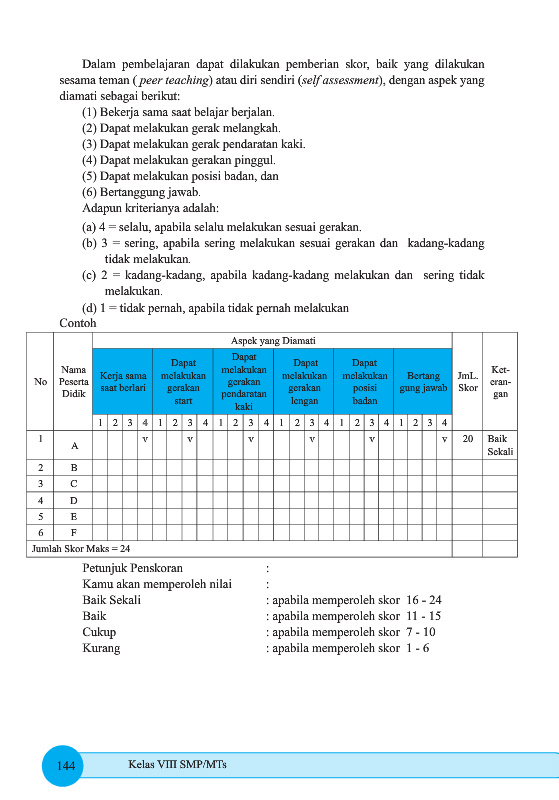 Dalam pembelajaran dapat dilakukan pemberian skor, baik yang dilakukan
sesama teman ( peer teaching) atau diri sendiri (self assessment), dengan aspek yang
diamati sebagai berikut:
(1) Bekerja sama saat belajar berjalan.
(2) Dapat melakukan gerak melangkah.
(3) Dapat melakukan gerak pendaratan kaki.
(4) Dapat melakukan gerakan pinggul.
(5) Dapat melakukan posisi badan, dan
(6) Bertanggung jawab.
Adapun kriterianya adalah:
(a) 4 = selalu, apabila selalu melakukan sesuai gerakan.
(b) 3 = sering, apabila sering melakukan sesuai gerakan dan kadang-kadang
tidak melakukan.
(c) 2 = kadang-kadang, apabila kadang-kadang melakukan dan sering tidak
melakukan.
(d) 1 = tidak pernah, apabila tidak pernah melakukan
Contoh
No
Nama
Peserta
Didik
Aspek yang Diamati
JmL.
Skor
Ket-
eran-
gan
Kerja sama
saat berlari
Dapat
melakukan
gerakan
start
Dapat
melakukan
gerakan
pendaratan
kaki
Dapat
melakukan
gerakan
lengan
Dapat
melakukan
posisi
badan
Bertang
gung jawab
1 2 3 4 1 2 3 4 1 2 3 4 1 2 3 4 1 2 3 4 1 2 3 4
1 A v v v v v v 20 Baik
Sekali
2 B
3 C
4 D
5 E
6 F
Jumlah Skor Maks = 24
Petunjuk Penskoran :
Kamu akan memperoleh nilai :
Baik Sekali : apabila memperoleh skor 16 - 24
Baik : apabila memperoleh skor 11 - 15
Cukup : apabila memperoleh skor 7 - 10
Kurang : apabila memperoleh skor 1 - 6
144 Kelas VIII SMP/MTs